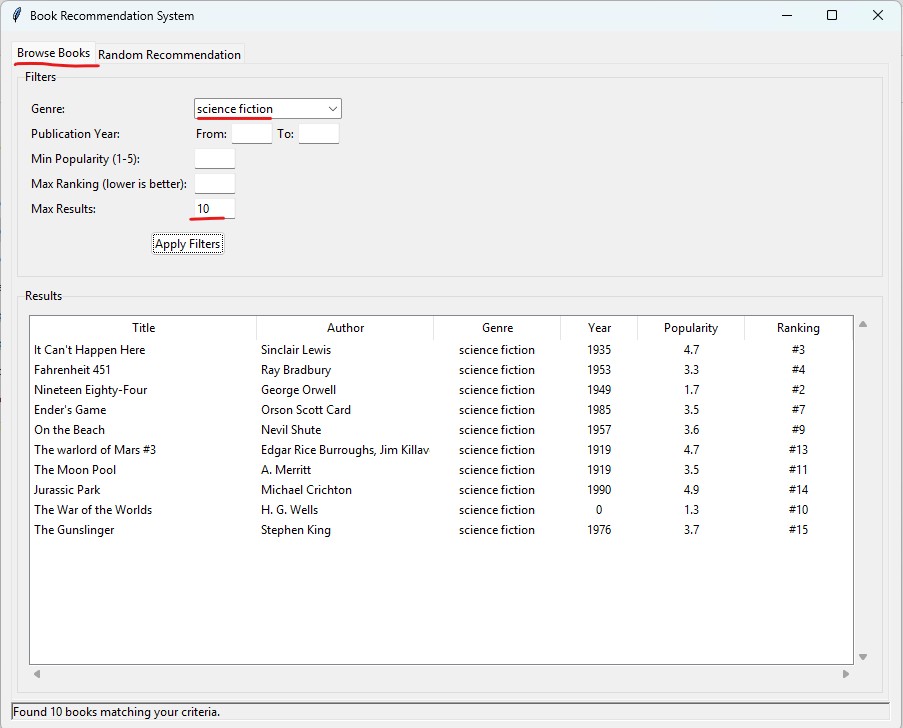 Book Recommendation System
Browse Books Random Recommendation
Filters
Genre: science fiction
Publication Year: From: To:
Min Popularity (1-5):
Max Ranking (lower is better):
Max Results: 10
Apply Filters
Results
Title Author Genre Year Popularity Ranking
It Can't Happen Here Sinclair Lewis science fiction 1935 4.7 #3
Fahrenheit 451 Ray Bradbury science fiction 1953 3.3 #4
Nineteen Eighty-Four George Orwell science fiction 1949 1.7 #2
Ender's Game Orson Scott Card science fiction 1985 3.5 #7
On the Beach Nevil Shute science fiction 1957 3.6 #9
The warlord of Mars #3 Edgar Rice Burroughs, Jim Killav science fiction 1919 4.7 #13
The Moon Pool A. Merritt science fiction 1919 3.5 #11
Jurassic Park Michael Crichton science fiction 1990 4.9 #14
The War of the Worlds H. G. Wells science fiction 0 1.3 #10
The Gunslinger Stephen King science fiction 1976 3.7 #15
Found 10 books matching your criteria.